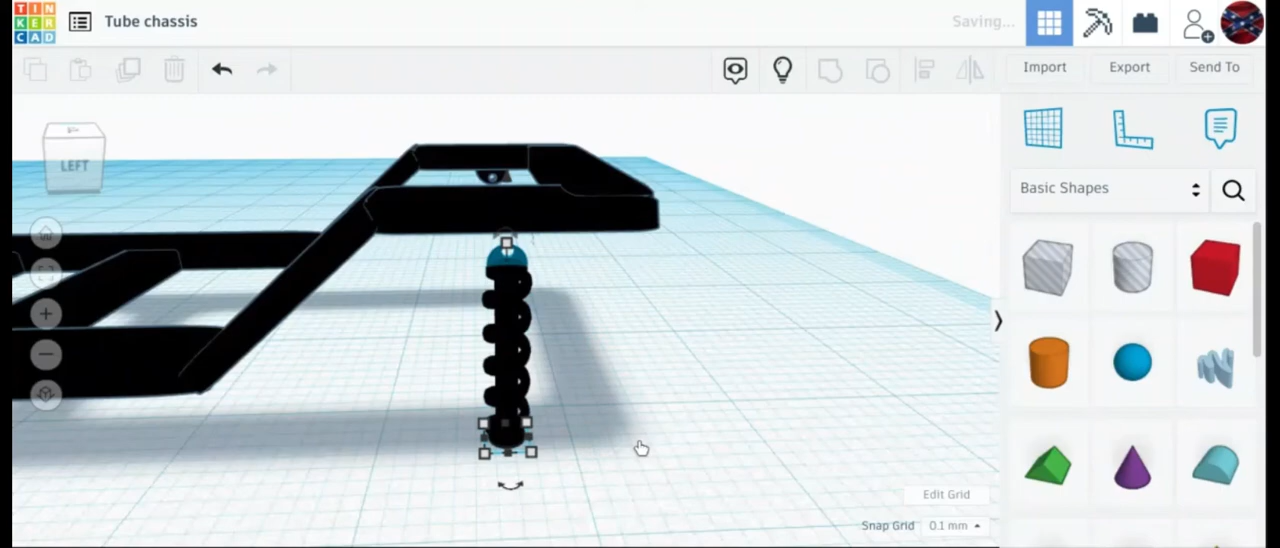 TIN
KER
CAD
Tube chassis
Saving...
Import
Export
Send To
LEFT
Basic Shapes
Edit Grid
Snap Grid 0.1 mm